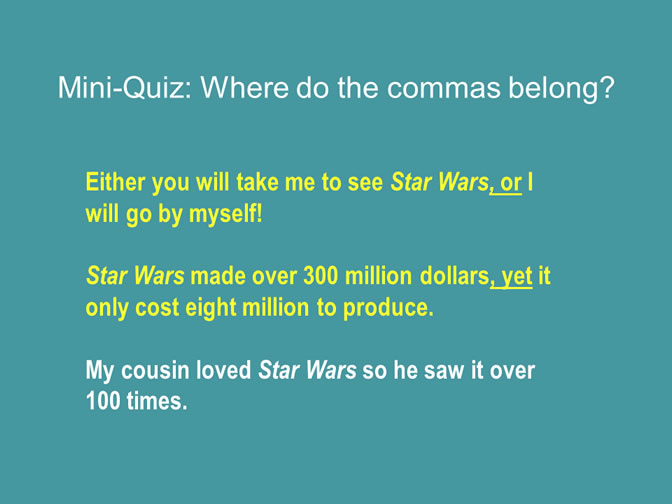 Mini-Quiz: Where do the commas belong?
Either you will take me to see Star Wars, or I
will go by myself!
Star Wars made over 300 million dollars, yet it
only cost eight million to produce.
My cousin loved Star Wars so he saw it over
100 times.